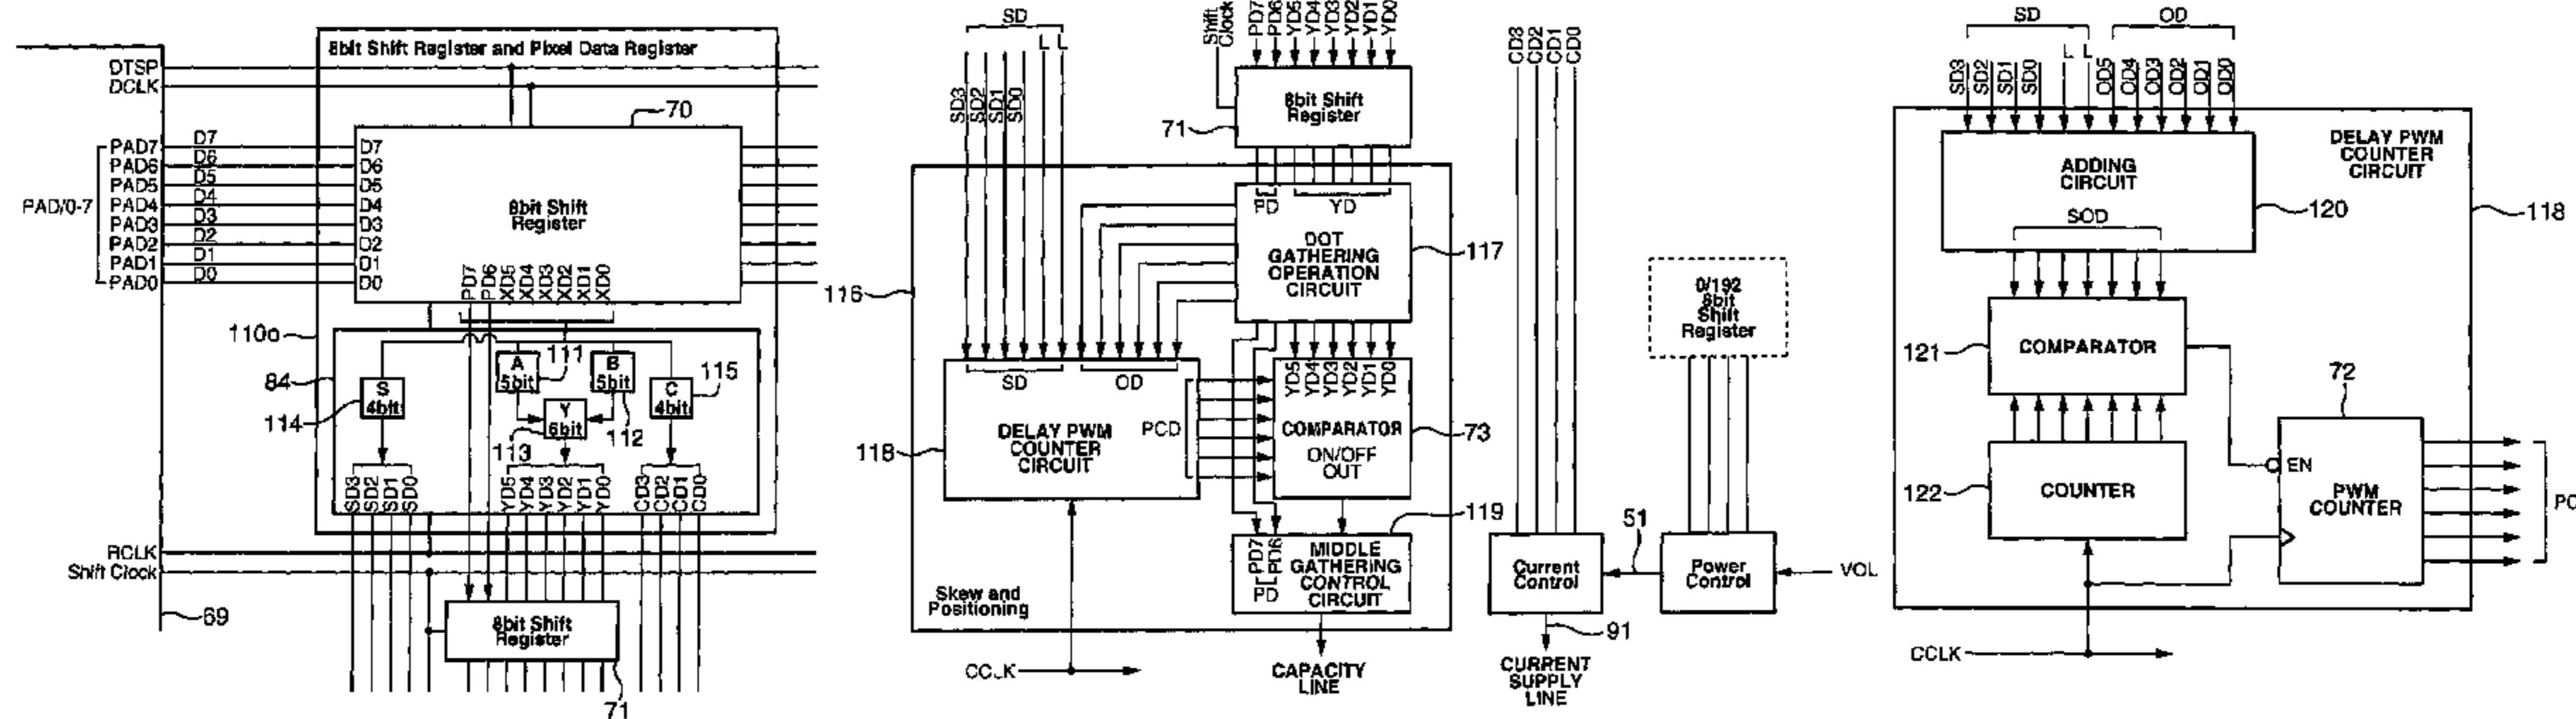 8bit Shift Register and Pixel Data Register
DTSP
DCLK
70
PAD7 D7 D7
PAD6 D6 D6
PAD5 D5 D5
PAD4 D4 D4
PAD3 D3 D3
PAD2 D2 D2
PAD1 D1 D1
PAD0 D0 D0
PAD/0-7
8bit Shift
Register
PD7
PD6
XD5
XD4
XD3
XD2
XD1
XD0
110a
84
S
4bit
114
A
5bit
111
B
5bit
112
Y
6bit
113
C
4bit
115
SD3
SD2
SD1
SD0
YD5
YD4
YD3
YD2
YD1
YD0
CD3
CD2
CD1
CD0
RCLK
Shift Clock
69
8bit Shift
Register
71
SD
L L
SD3
SD2
SD1
SD0
Shift
Clock
PD7
PD6
YD5
YD4
YD3
YD2
YD1
YD0
8bit Shift
Register
71
116
PD YD
DOT
GATHERING
OPERATION
CIRCUIT
117
SD OD
DELAY PWM
COUNTER
CIRCUIT
118
PCD
YD5
YD4
YD3
YD2
YD1
YD0
COMPARATOR
ON/OFF
OUT
73
PD7
PD6
PD
MIDDLE
GATHERING
CONTROL
CIRCUIT
119
Skew and
Positioning
CCLK
CAPACITY
LINE
CD3
CD2
CD1
CD0
Current
Control
51
Power
Control
VOL
0/192
8bit
Shift
Register
91
CURRENT
SUPPLY
LINE
SD OD
L L
SD3
SD2
SD1
SD0
OD5
OD4
OD3
OD2
OD1
OD0
DELAY PWM
COUNTER
CIRCUIT
118
ADDING
CIRCUIT
SOD
120
121
COMPARATOR
122
COUNTER
72
EN
PWM
COUNTER
CCLK